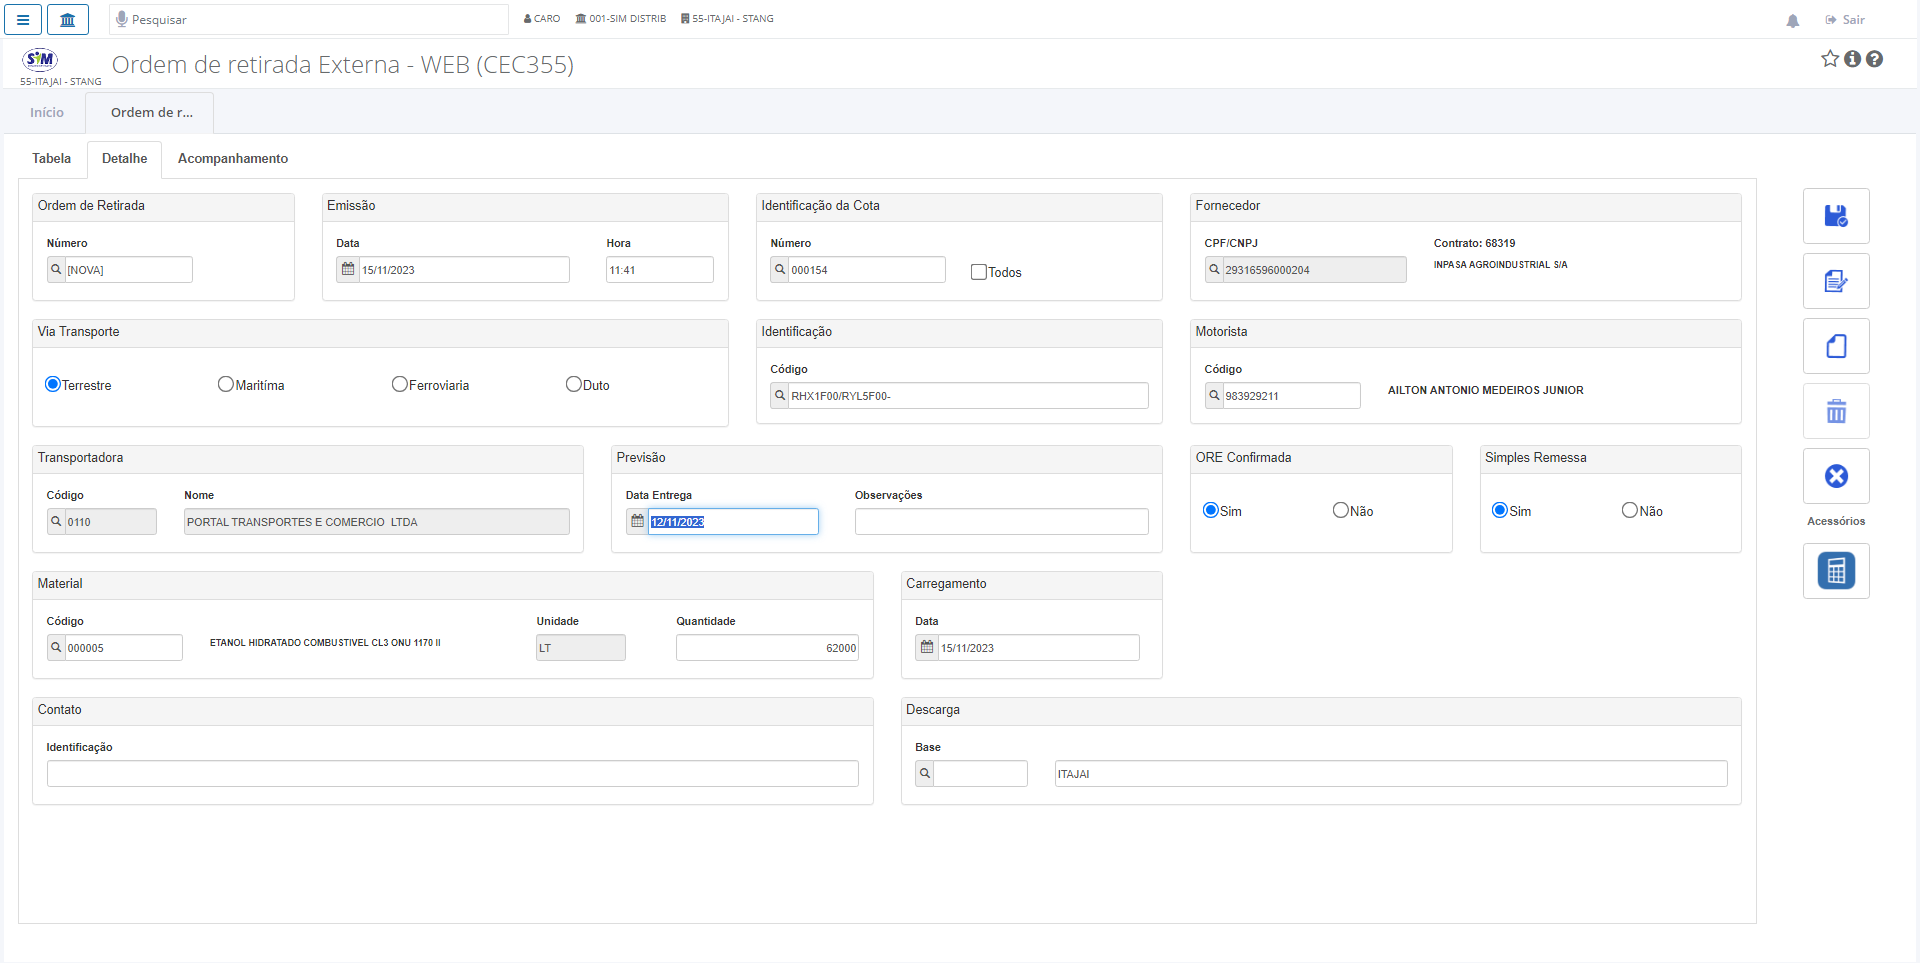 Pesquisar
CARO
001-SIM DISTRIB
55-ITAJAI - STANG
Sair
SIM
55-ITAJAI - STANG
Ordem de retirada Externa - WEB (CEC355)
Início
Ordem de r...
Tabela
Detalhe
Acompanhamento
Ordem de Retirada
Número
[NOVA]
Emissão
Data
Hora
15/11/2023
11:41
Identificação da Cota
Número
000154
Todos
Fornecedor
CPF/CNPJ
Contrato: 68319
29316596000204
INPASA AGROINDUSTRIAL S/A
Via Transporte
Terrestre
Maritíma
Ferroviaria
Duto
Identificação
Código
RHX1F00/RYL5F00-
Motorista
Código
983929211
AILTON ANTONIO MEDEIROS JUNIOR
Transportadora
Código
Nome
0110
PORTAL TRANSPORTES E COMERCIO  LTDA
Previsão
Data Entrega
Observações
12/11/2023
ORE Confirmada
Sim
Não
Simples Remessa
Sim
Não
Acessórios
Material
Código
Unidade
Quantidade
000005
ETANOL HIDRATADO COMBUSTIVEL CL3 ONU 1170 II
LT
62000
Carregamento
Data
15/11/2023
Contato
Identificação
Descarga
Base
ITAJAI